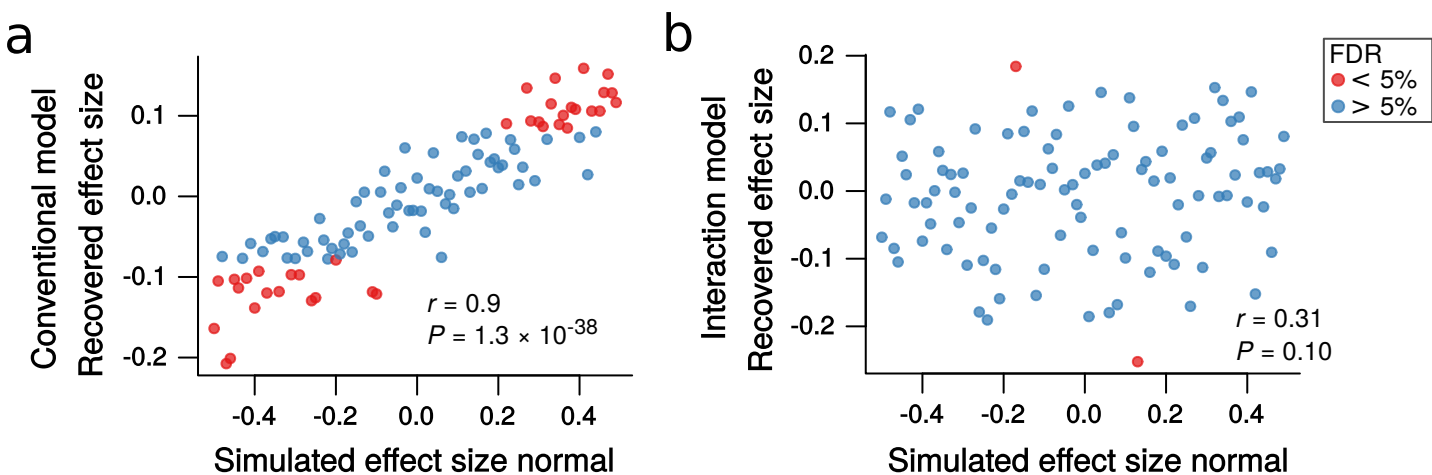 a
Conventional model
Recovered effect size
0.1
0.0
-0.1
-0.2
r = 0.9
P = 1.3 × 10-38
-0.4 -0.2 0.0 0.2 0.4
Simulated effect size normal
b
Interaction model
Recovered effect size
0.2
0.1
0.0
-0.1
-0.2
r = 0.31
P = 0.10
-0.4 -0.2 0.0 0.2 0.4
Simulated effect size normal
FDR
< 5%
> 5%